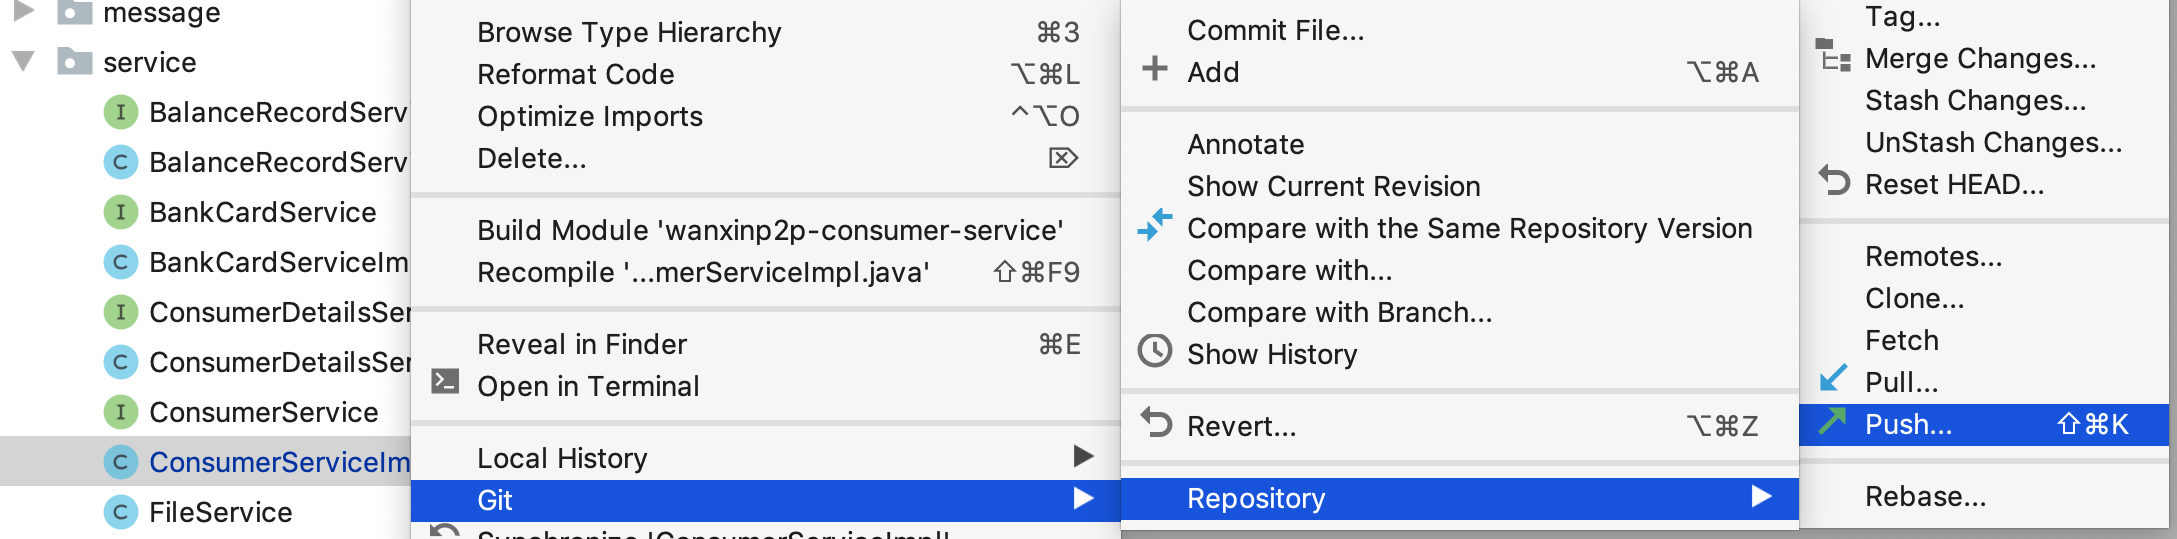 message
service
BalanceRecordServ
BalanceRecordServ
BankCardService
BankCardServiceIm
ConsumerDetailsSer
ConsumerDetailsSer
ConsumerService
ConsumerServiceIm
FileService
Browse Type Hierarchy ⌘3
Reformat Code ⌥⌘L
Optimize Imports ^⌥O
Delete... ⌦
Build Module 'wanxinp2p-consumer-service'
Recompile '...merServiceImpl.java' ⇧⌘F9
Reveal in Finder ⌘E
Open in Terminal
Local History
Git
Synchronize 'ConsumerServiceImpl'
Commit File...
Add ⌥⌘A
Annotate
Show Current Revision
Compare with the Same Repository Version
Compare with...
Compare with Branch...
Show History
Revert... ⌥⌘Z
Repository
Tag...
Merge Changes...
Stash Changes...
UnStash Changes...
Reset HEAD...
Remotes...
Clone...
Fetch
Pull...
Push... ⇧⌘K
Rebase...